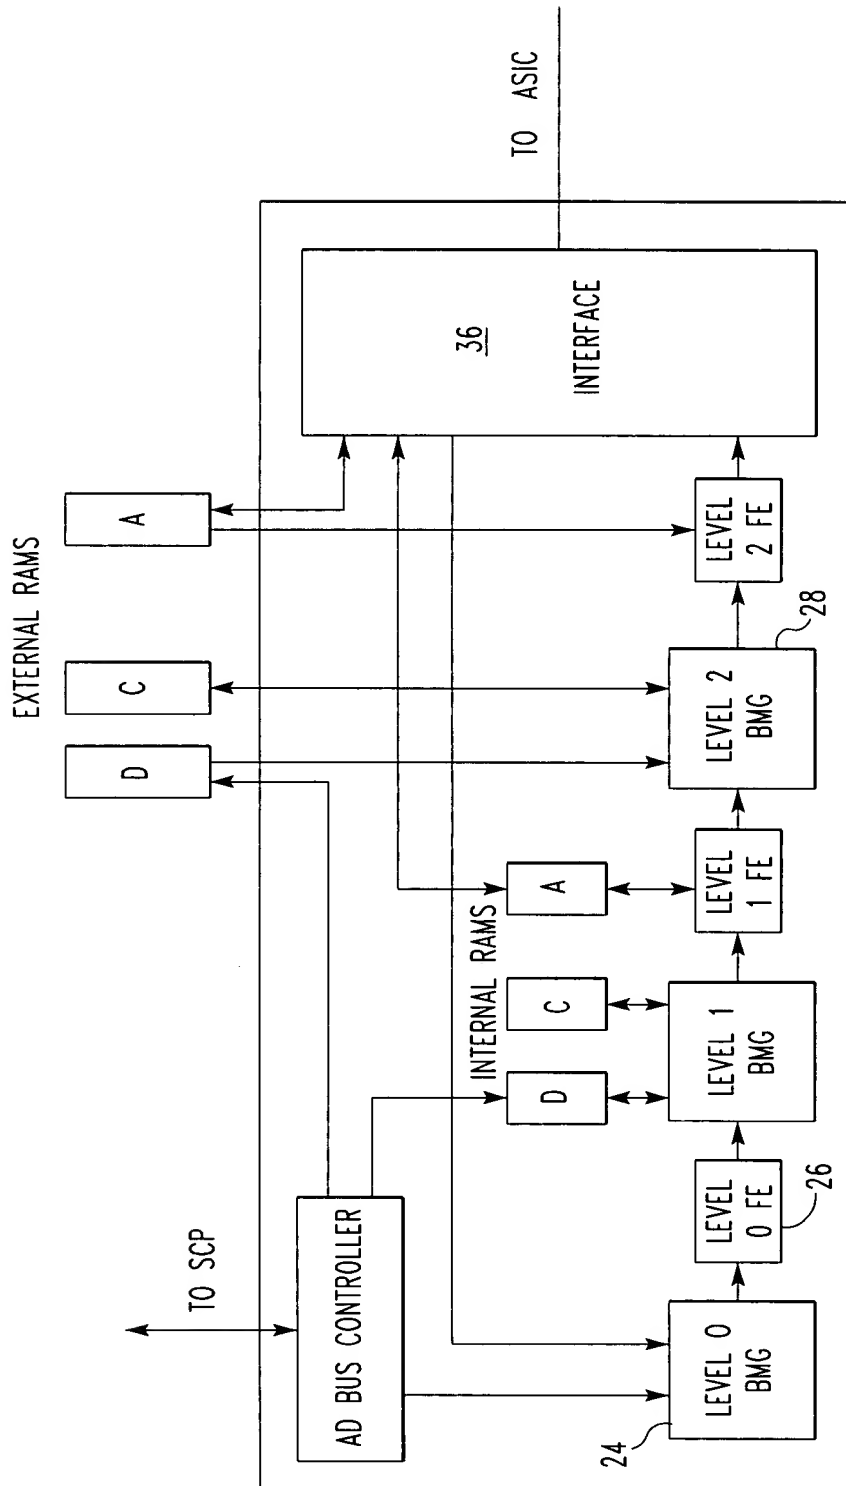 EXTERNAL RAMS
D
C
A
TO SCP
TO ASIC
AD BUS CONTROLLER
INTERNAL RAMS
D
C
A
36
INTERFACE
LEVEL 0
BMG
24
LEVEL
0 FE
26
LEVEL 1
BMG
LEVEL
1 FE
LEVEL 2
BMG
28
LEVEL
2 FE